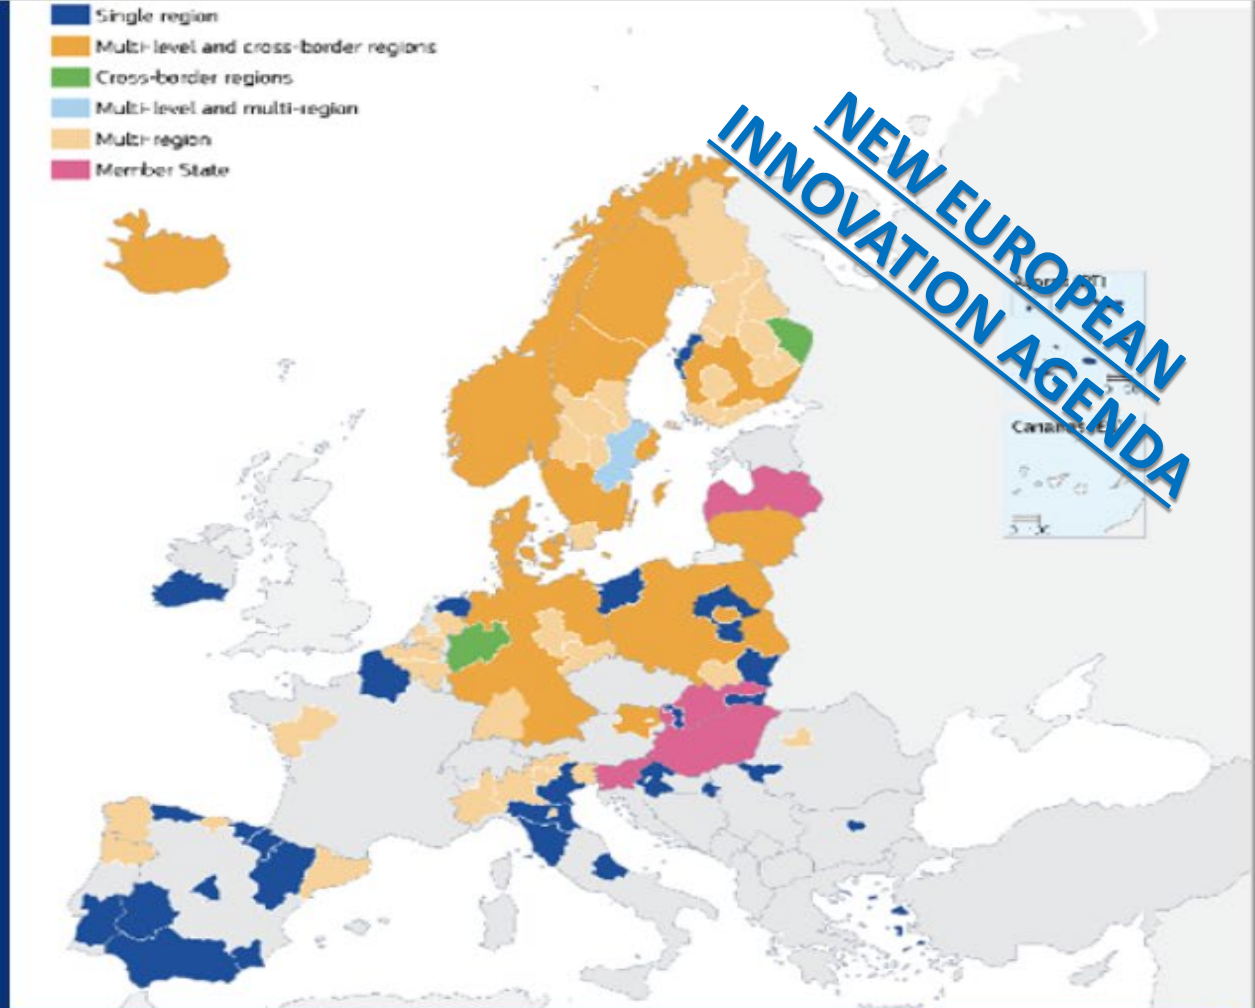 Single region
Multi-level and cross-border regions
Cross-border regions
Multi-level and multi-region
Multi-region
Member State
NEW EUROPEAN
INNOVATION AGENDA